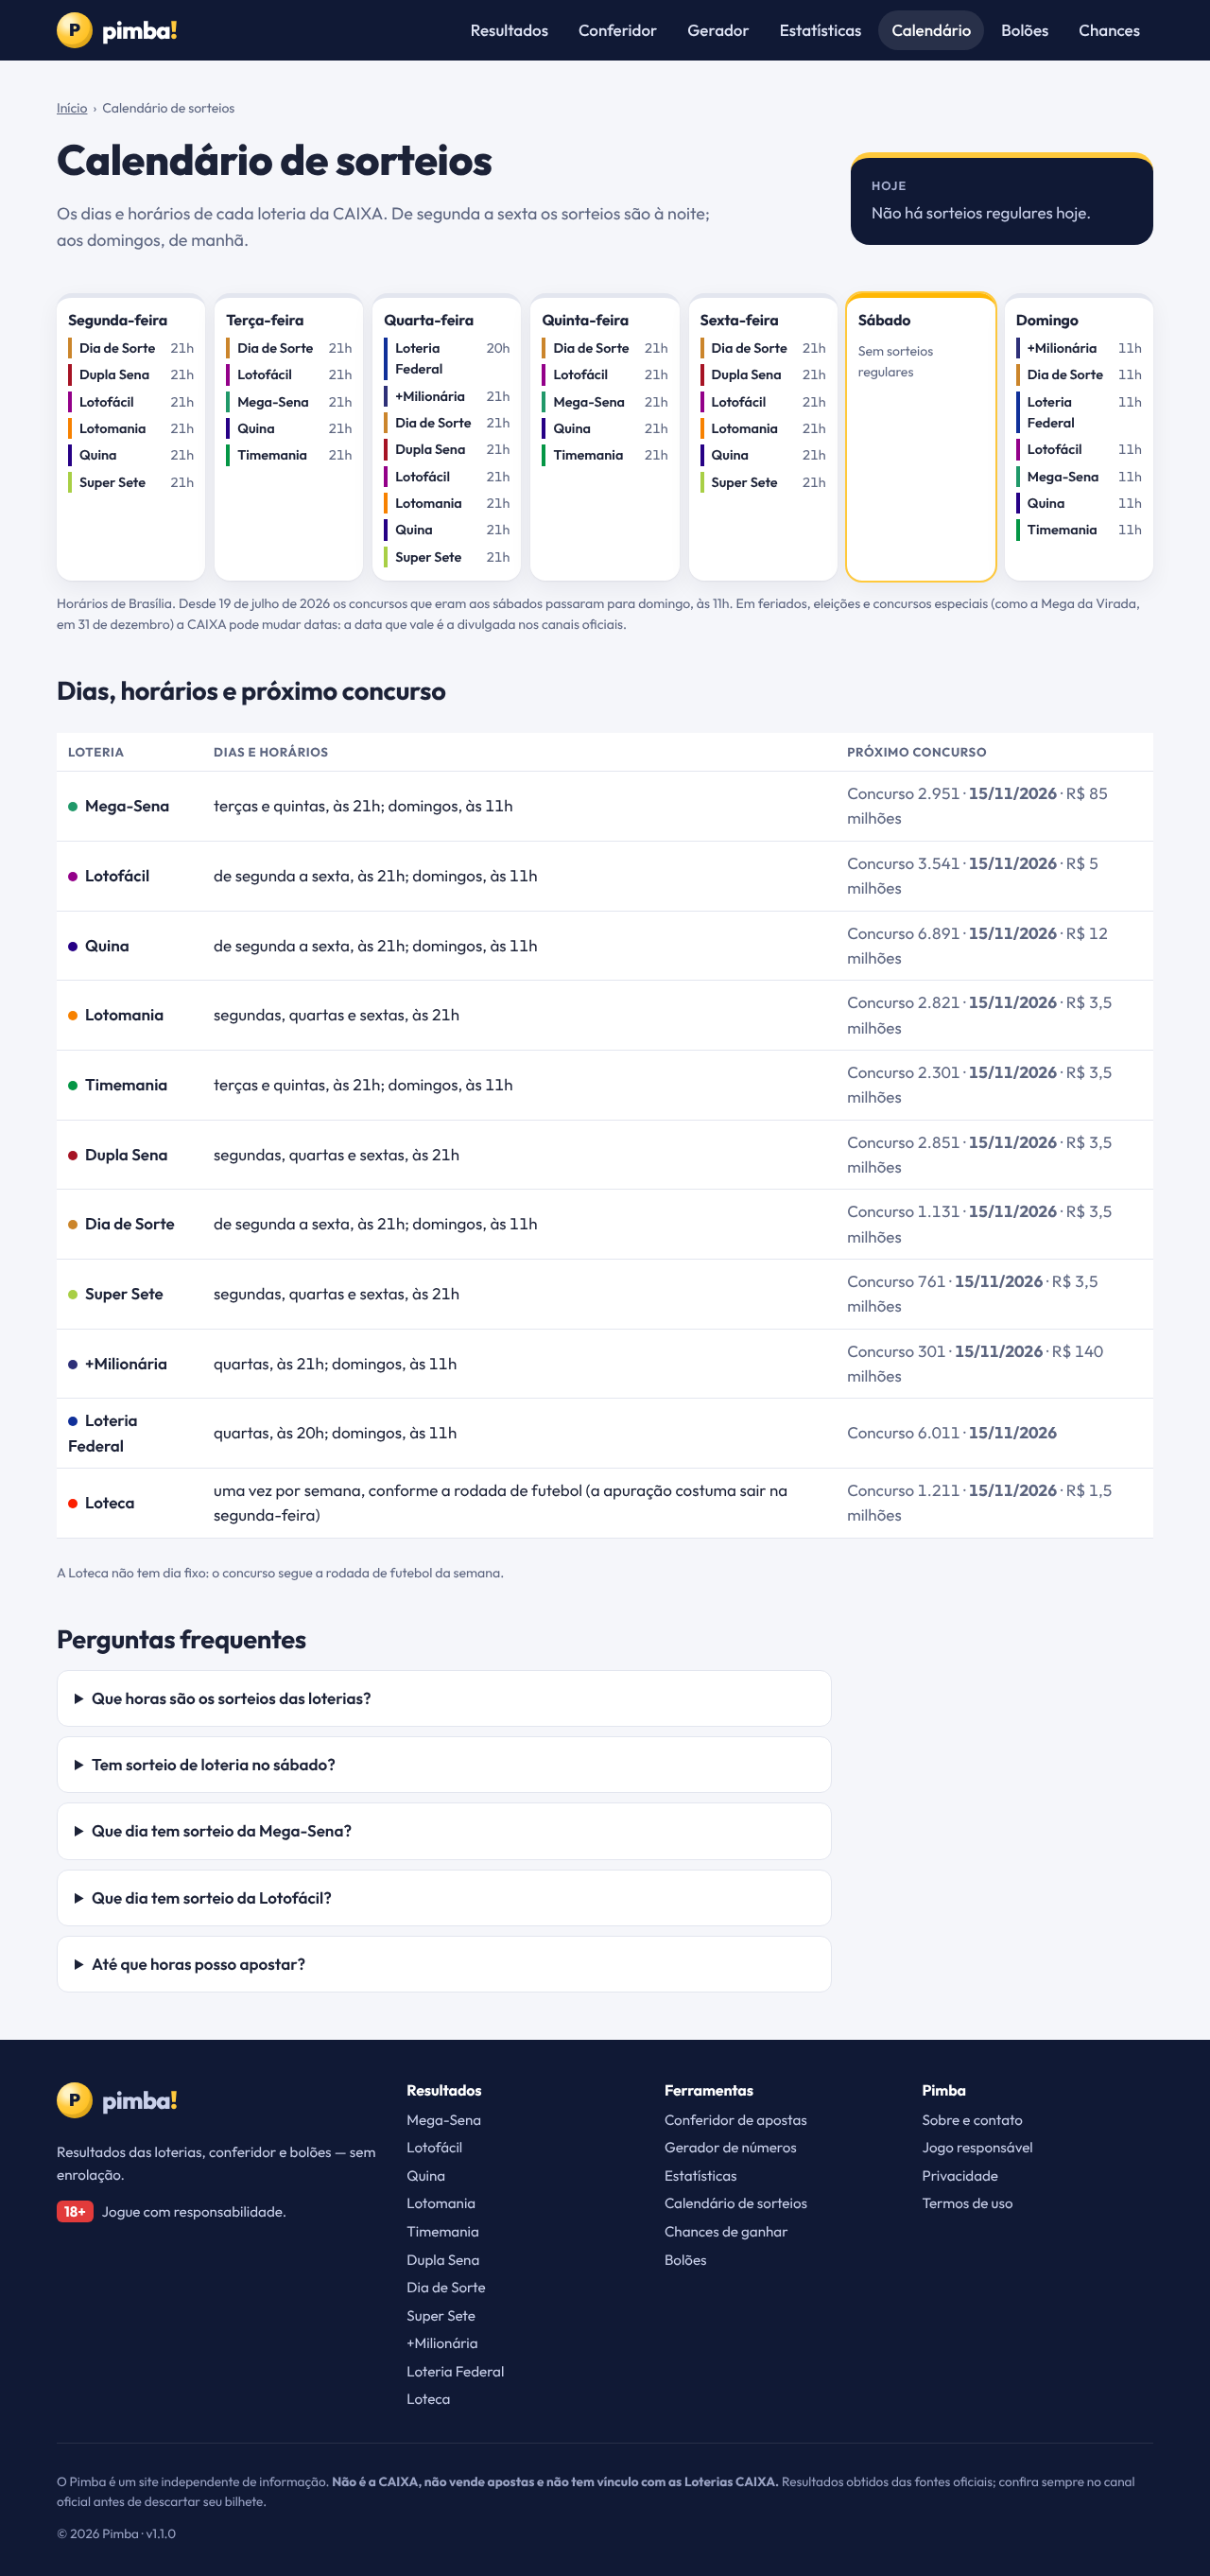 P pimba!
Resultados Conferidor Gerador Estatísticas Calendário Bolões Chances
Início › Calendário de sorteios
Calendário de sorteios
Os dias e horários de cada loteria da CAIXA. De segunda a sexta os sorteios são à noite;
aos domingos, de manhã.
HOJE
Não há sorteios regulares hoje.
Segunda-feira
Dia de Sorte 21h
Dupla Sena 21h
Lotofácil 21h
Lotomania 21h
Quina 21h
Super Sete 21h
Terça-feira
Dia de Sorte 21h
Lotofácil 21h
Mega-Sena 21h
Quina 21h
Timemania 21h
Quarta-feira
Loteria 20h
Federal
+Milionária 21h
Dia de Sorte 21h
Dupla Sena 21h
Lotofácil 21h
Lotomania 21h
Quina 21h
Super Sete 21h
Quinta-feira
Dia de Sorte 21h
Lotofácil 21h
Mega-Sena 21h
Quina 21h
Timemania 21h
Sexta-feira
Dia de Sorte 21h
Dupla Sena 21h
Lotofácil 21h
Lotomania 21h
Quina 21h
Super Sete 21h
Sábado
Sem sorteios
regulares
Domingo
+Milionária 11h
Dia de Sorte 11h
Loteria 11h
Federal
Lotofácil 11h
Mega-Sena 11h
Quina 11h
Timemania 11h
Horários de Brasília. Desde 19 de julho de 2026 os concursos que eram aos sábados passaram para domingo, às 11h. Em feriados, eleições e concursos especiais (como a Mega da Virada,
em 31 de dezembro) a CAIXA pode mudar datas: a data que vale é a divulgada nos canais oficiais.
Dias, horários e próximo concurso
LOTERIA DIAS E HORÁRIOS PRÓXIMO CONCURSO
Mega-Sena terças e quintas, às 21h; domingos, às 11h Concurso 2.951 · 15/11/2026 · R$ 85
milhões
Lotofácil de segunda a sexta, às 21h; domingos, às 11h Concurso 3.541 · 15/11/2026 · R$ 5
milhões
Quina de segunda a sexta, às 21h; domingos, às 11h Concurso 6.891 · 15/11/2026 · R$ 12
milhões
Lotomania segundas, quartas e sextas, às 21h Concurso 2.821 · 15/11/2026 · R$ 3,5
milhões
Timemania terças e quintas, às 21h; domingos, às 11h Concurso 2.301 · 15/11/2026 · R$ 3,5
milhões
Dupla Sena segundas, quartas e sextas, às 21h Concurso 2.851 · 15/11/2026 · R$ 3,5
milhões
Dia de Sorte de segunda a sexta, às 21h; domingos, às 11h Concurso 1.131 · 15/11/2026 · R$ 3,5
milhões
Super Sete segundas, quartas e sextas, às 21h Concurso 761 · 15/11/2026 · R$ 3,5
milhões
+Milionária quartas, às 21h; domingos, às 11h Concurso 301 · 15/11/2026 · R$ 140
milhões
Loteria
Federal quartas, às 20h; domingos, às 11h Concurso 6.011 · 15/11/2026
Loteca uma vez por semana, conforme a rodada de futebol (a apuração costuma sair na
segunda-feira) Concurso 1.211 · 15/11/2026 · R$ 1,5
milhões
A Loteca não tem dia fixo: o concurso segue a rodada de futebol da semana.
Perguntas frequentes
Que horas são os sorteios das loterias?
Tem sorteio de loteria no sábado?
Que dia tem sorteio da Mega-Sena?
Que dia tem sorteio da Lotofácil?
Até que horas posso apostar?
P pimba!
Resultados das loterias, conferidor e bolões — sem
enrolação.
18+ Jogue com responsabilidade.
Resultados
Mega-Sena
Lotofácil
Quina
Lotomania
Timemania
Dupla Sena
Dia de Sorte
Super Sete
+Milionária
Loteria Federal
Loteca
Ferramentas
Conferidor de apostas
Gerador de números
Estatísticas
Calendário de sorteios
Chances de ganhar
Bolões
Pimba
Sobre e contato
Jogo responsável
Privacidade
Termos de uso
O Pimba é um site independente de informação. Não é a CAIXA, não vende apostas e não tem vínculo com as Loterias CAIXA. Resultados obtidos das fontes oficiais; confira sempre no canal
oficial antes de descartar seu bilhete.
© 2026 Pimba · v1.1.0